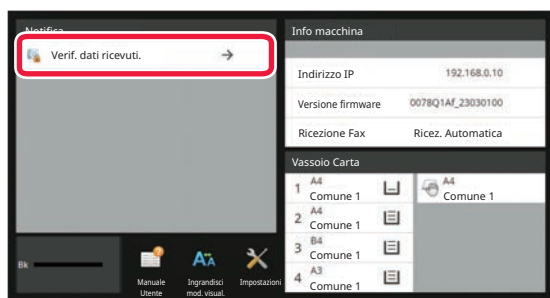 Notifica
Verif. dati ricevuti.
Info macchina
Indirizzo IP 192.168.0.10
Versione firmware 0078Q1Af_23030100
Ricezione Fax Ricez. Automatica
Vassoio Carta
1 A4
Comune 1
A4
Comune 1
2 A4
Comune 1
3 B4
Comune 1
4 A3
Comune 1
Bk
Manuale
Utente
Ingrandisci
mod. visual.
Impostazioni